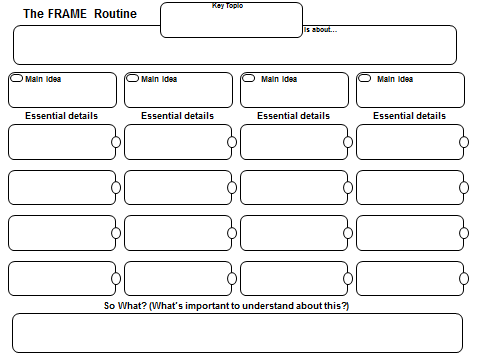 Key Topic
The FRAME Routine
is about...
Main Idea Main Idea Main Idea Main Idea
Essential details Essential details Essential details Essential details
So What? (What's important to understand about this?)